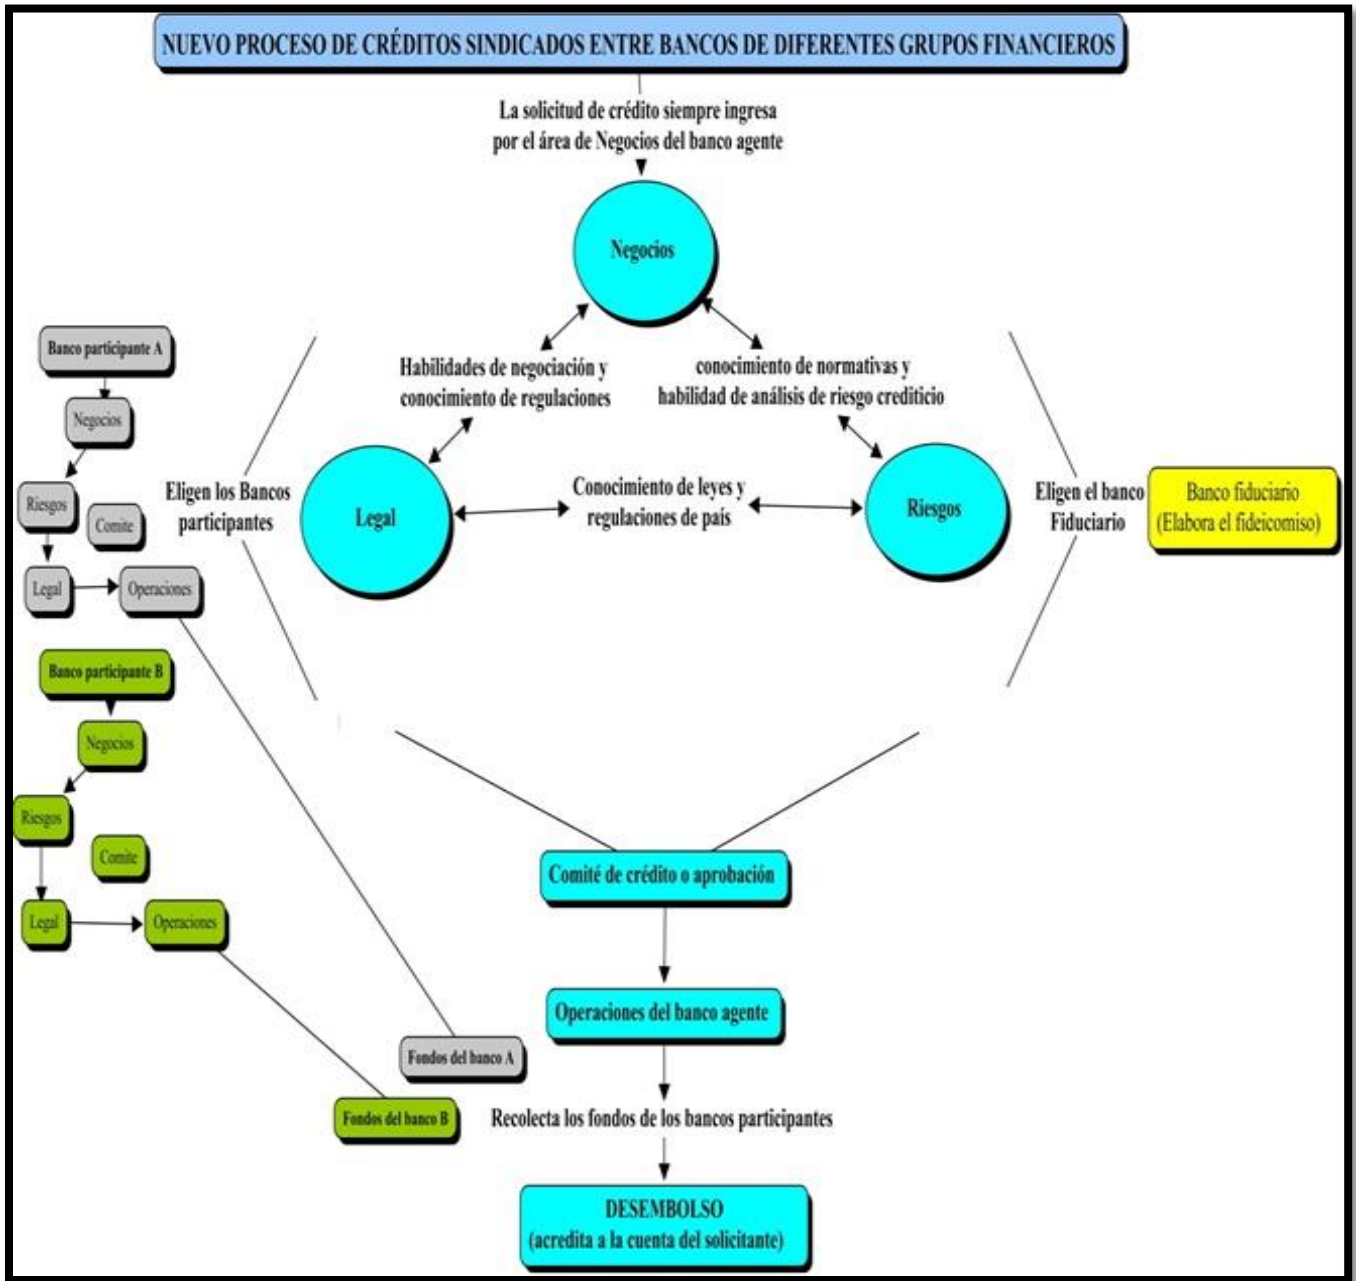 NUEVO PROCESO DE CRÉDITOS SINDICADOS ENTRE BANCOS DE DIFERENTES GRUPOS FINANCIEROS
La solicitud de crédito siempre ingresa
por el área de Negocios del banco agente
Negocios
Habilidades de negociación y
conocimiento de regulaciones
conocimiento de normativas y
habilidad de análisis de riesgo crediticio
Legal
Conocimiento de leyes y
regulaciones de país
Riesgos
Eligen los Bancos
participantes
Eligen el banco
Fiduciario
Banco fiduciario
(Elabora el fideicomiso)
Banco participante A
Negocios
Riesgos
Comite
Legal
Operaciones
Banco participante B
Negocios
Riesgos
Comite
Legal
Operaciones
Comité de crédito o aprobación
Operaciones del banco agente
Fondos del banco A
Fondos del banco B
Recolecta los fondos de los bancos participantes
DESEMBOLSO
(acredita a la cuenta del solicitante)